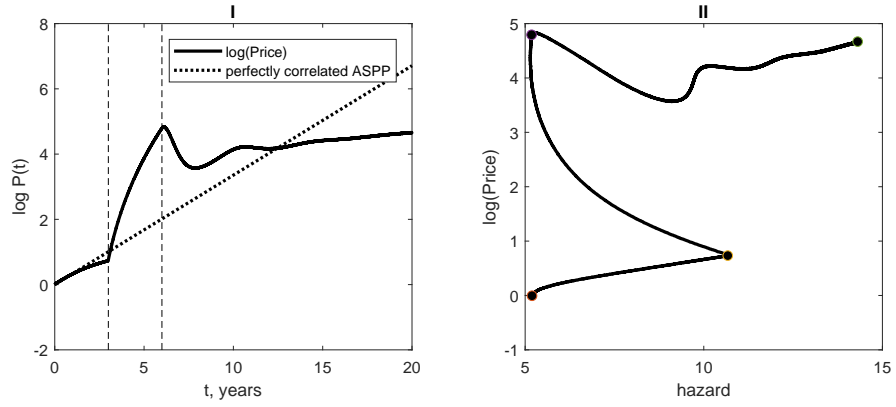 I
8
6
4
2
0
-2
log P(t)
log(Price)
perfectly correlated ASPP
0 5 10 15 20
t, years
II
5
4
3
2
1
0
-1
log(Price)
5 10 15
hazard